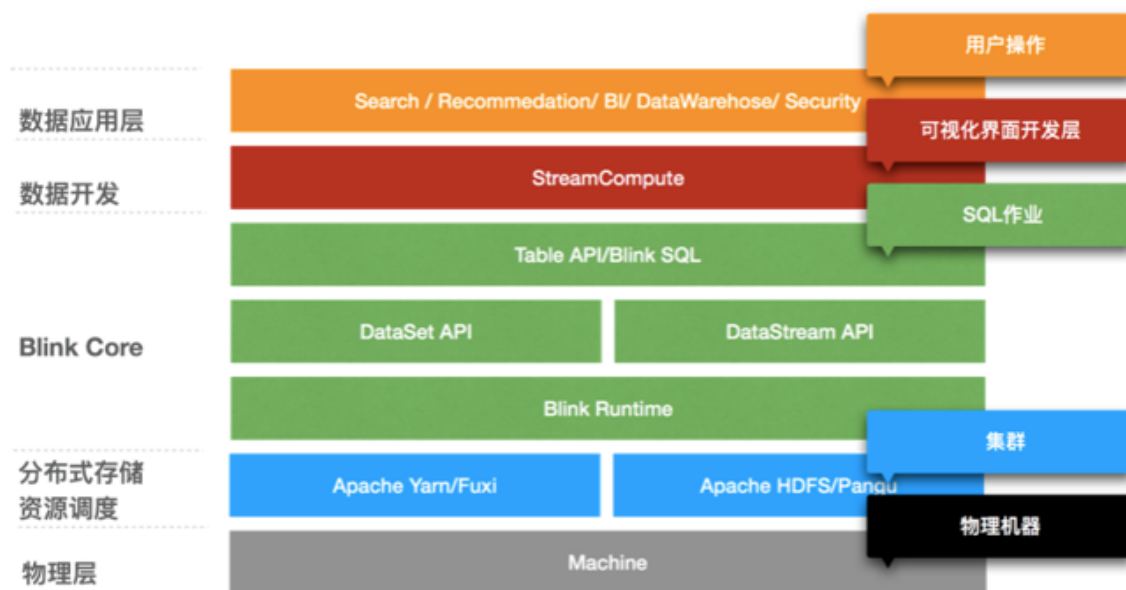 用户操作
数据应用层
Search / Recommedation/ BI/ DataWarehose/ Security
可视化界面开发层
数据开发
StreamCompute
SQL作业
Table API/Blink SQL
Blink Core
DataSet API
DataStream API
Blink Runtime
集群
分布式存储
资源调度
Apache Yarn/Fuxi
Apache HDFS/Pangu
物理机器
物理层
Machine